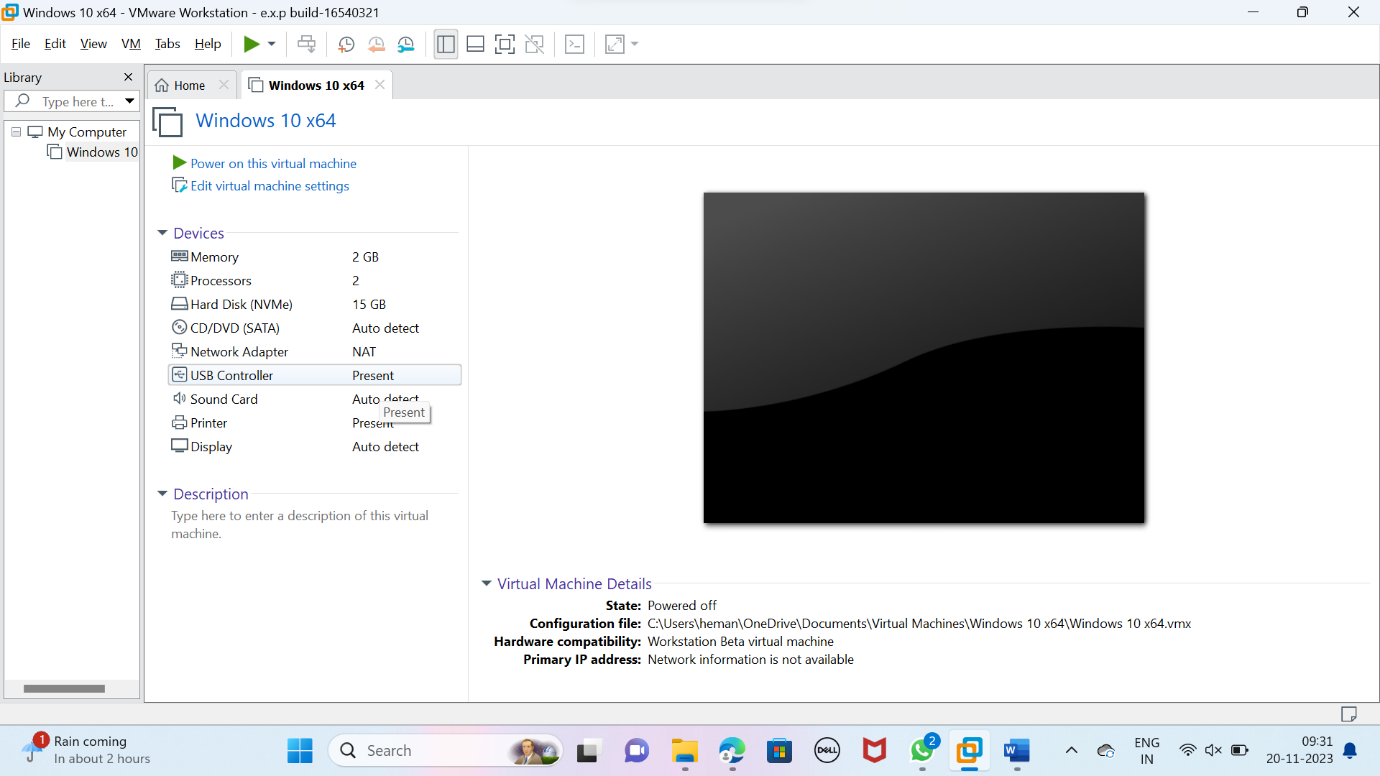 Windows 10 x64 - VMware Workstation - e.x.p build-16540321
File Edit View VM Tabs Help
Library
Type here t...
My Computer
Windows 10
Home
Windows 10 x64
Windows 10 x64
Power on this virtual machine
Edit virtual machine settings
Devices
Memory 2 GB
Processors 2
Hard Disk (NVMe) 15 GB
CD/DVD (SATA) Auto detect
Network Adapter NAT
USB Controller Present
Sound Card Auto detect
Present
Printer Present
Display Auto detect
Description
Type here to enter a description of this virtual
machine.
Virtual Machine Details
State: Powered off
Configuration file: C:\Users\heman\OneDrive\Documents\Virtual Machines\Windows 10 x64\Windows 10 x64.vmx
Hardware compatibility: Workstation Beta virtual machine
Primary IP address: Network information is not available
1
Rain coming
In about 2 hours
Search
DELL
2
W
ENG
IN
09:31
20-11-2023